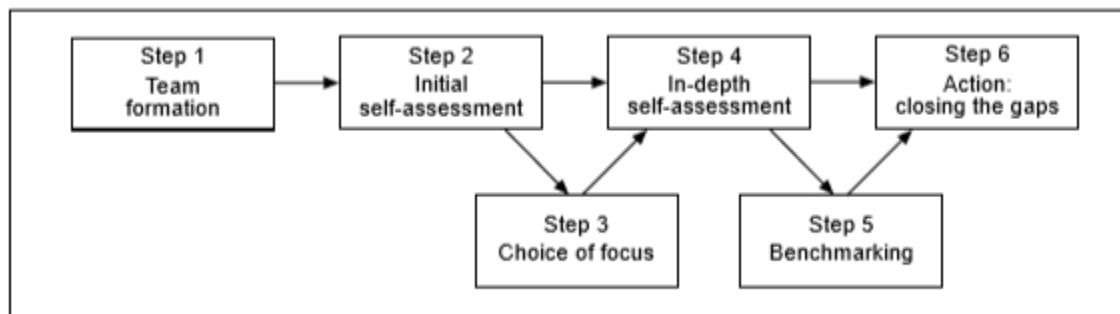 Step 1
Team
formation
Step 2
Initial
self-assessment
Step 3
Choice of focus
Step 4
In-depth
self-assessment
Step 5
Benchmarking
Step 6
Action:
closing the gaps